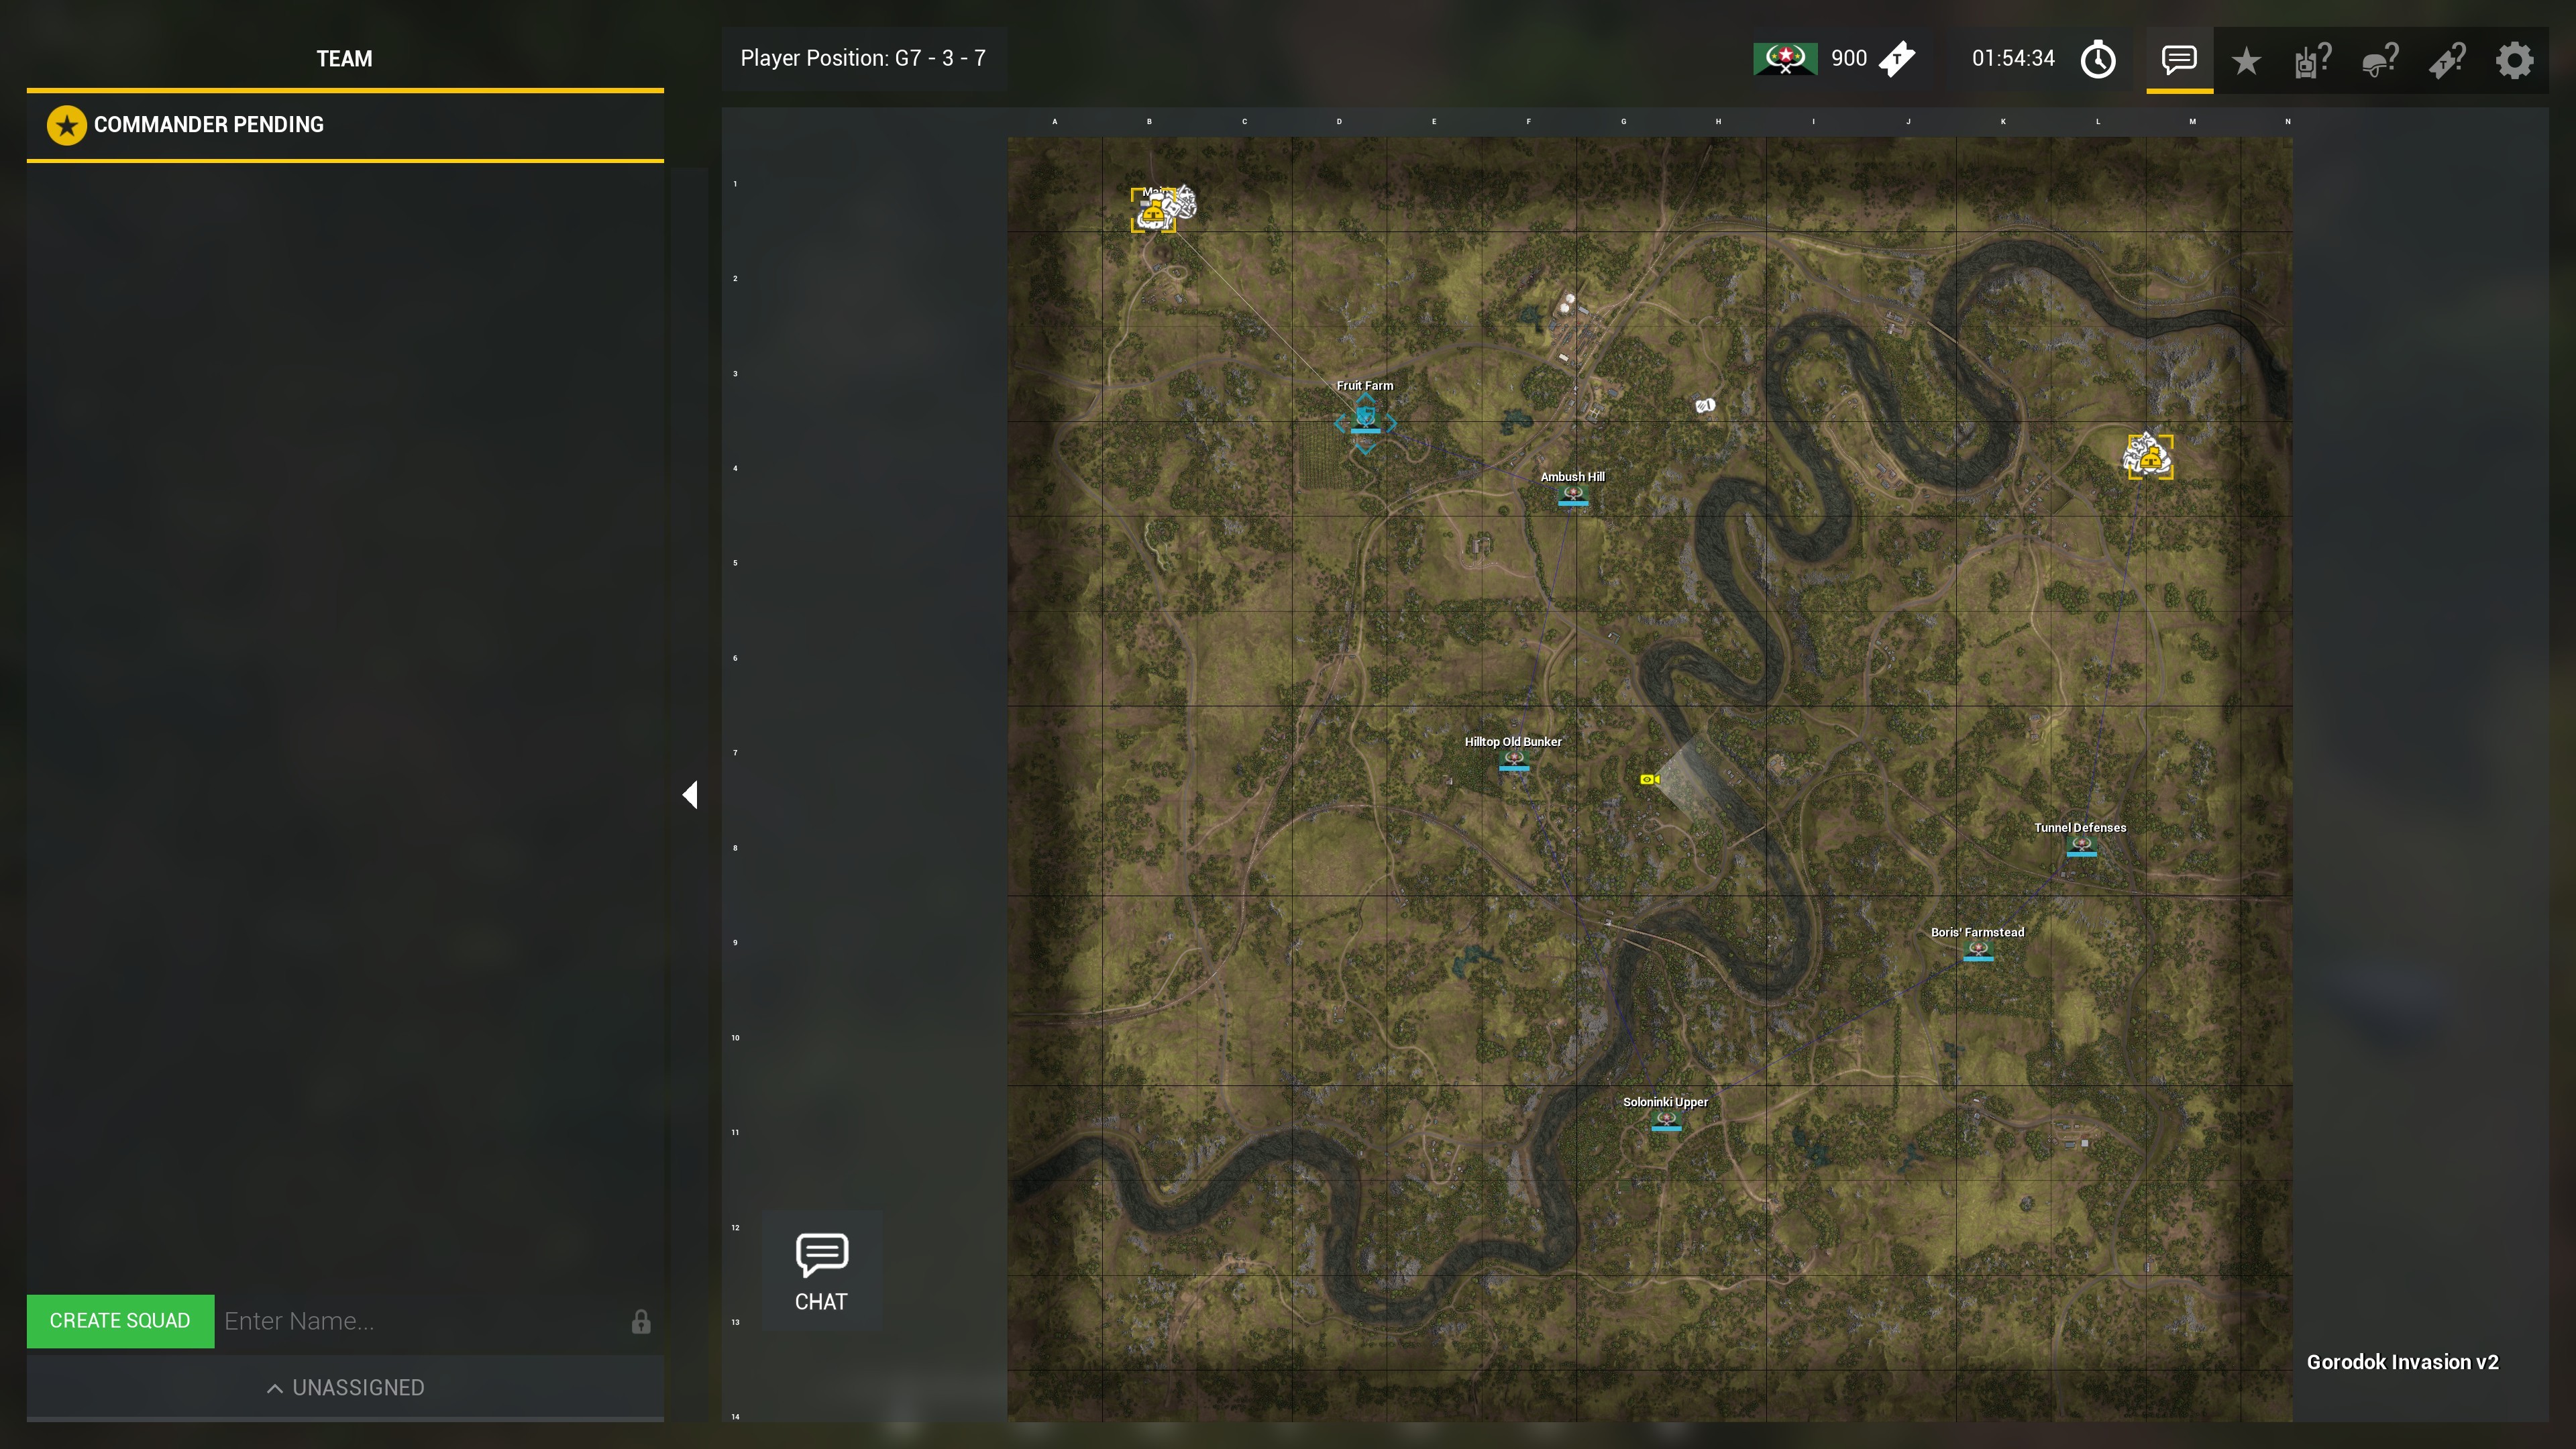 TEAM
Player Position: G7 - 3 - 7
900
01:54:34
COMMANDER PENDING
A B C D E F G H I J K L M N
1
2
3
Fruit Farm
4
Ambush Hill
5
6
7
Hilltop Old Bunker
8
Tunnel Defenses
9
Boris' Farmstead
10
11
Soloninki Upper
12
CHAT
13
CREATE SQUAD Enter Name...
Gorodok Invasion v2
UNASSIGNED
14